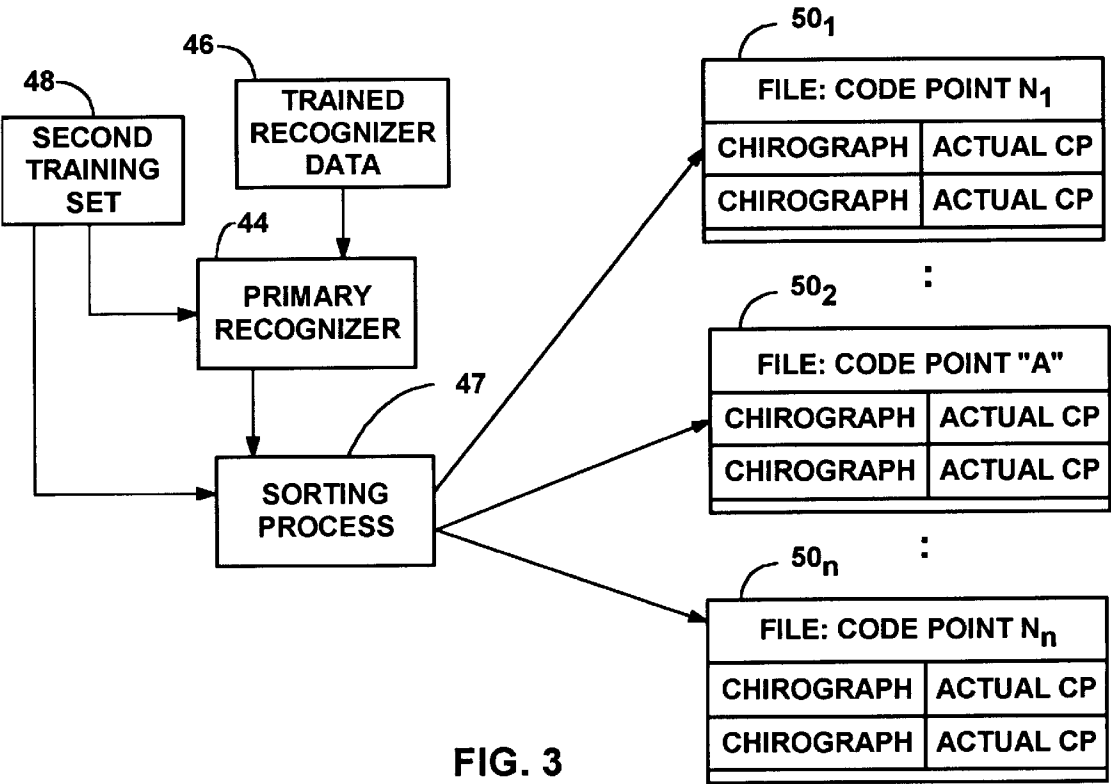 46
48
TRAINED
RECOGNIZER
DATA
SECOND
TRAINING
SET
44
PRIMARY
RECOGNIZER
47
SORTING
PROCESS
50₁
FILE: CODE POINT N₁
CHIROGRAPH ACTUAL CP
CHIROGRAPH ACTUAL CP
:
50₂
FILE: CODE POINT "A"
CHIROGRAPH ACTUAL CP
CHIROGRAPH ACTUAL CP
:
50ₙ
FILE: CODE POINT Nₙ
CHIROGRAPH ACTUAL CP
CHIROGRAPH ACTUAL CP
FIG. 3